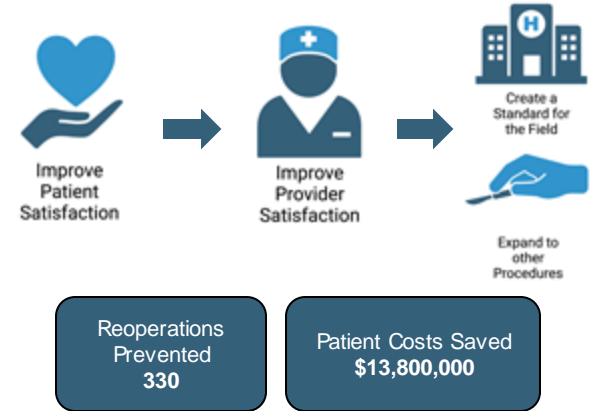 H
Improve
Patient
Satisfaction
Improve
Provider
Satisfaction
Create a
Standard for
the Field
Expand to
other
Procedures
Reoperations
Prevented
330
Patient Costs Saved
$13,800,000